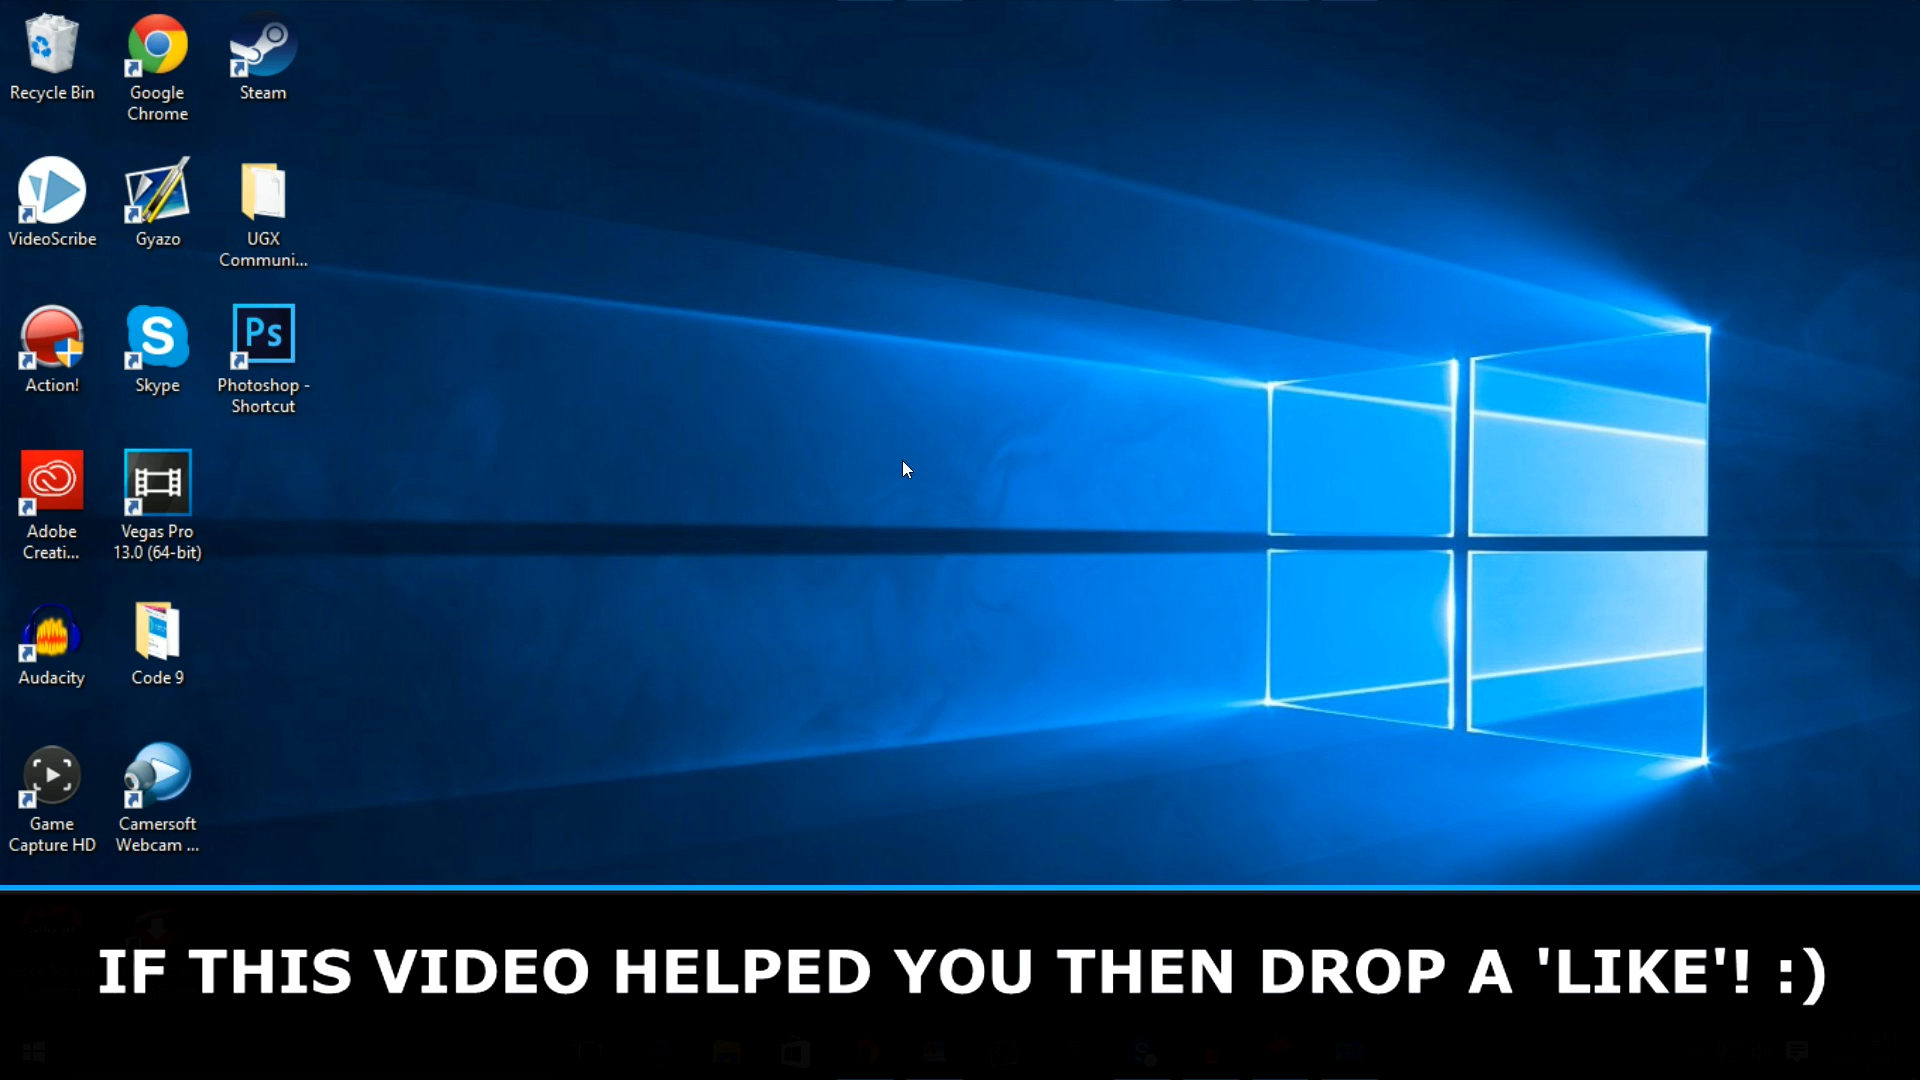 Recycle Bin
Google
Chrome
Steam
VideoScribe
Gyazo
UGX
Communi...
Action!
Skype
Ps
Photoshop -
Shortcut
Adobe
Creati...
Vegas Pro
13.0 (64-bit)
Audacity
Code 9
Game
Capture HD
Camersoft
Webcam ...
IF THIS VIDEO HELPED YOU THEN DROP A 'LIKE'! :)